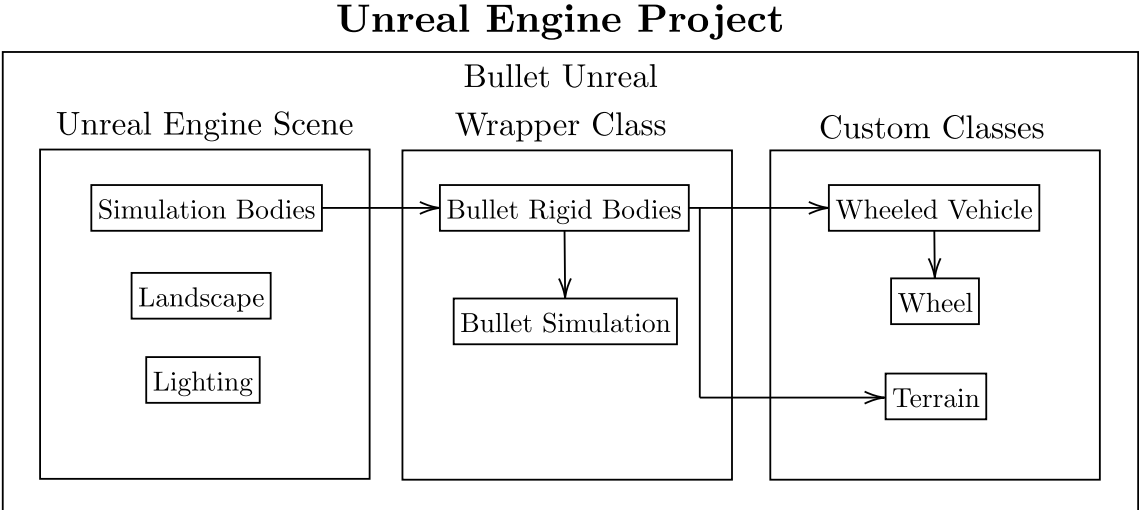 Unreal Engine Project
Bullet Unreal
Wrapper Class
Unreal Engine Scene
Custom Classes
Simulation Bodies
Landscape
Lighting
Bullet Rigid Bodies
Bullet Simulation
Wheeled Vehicle
Wheel
Terrain